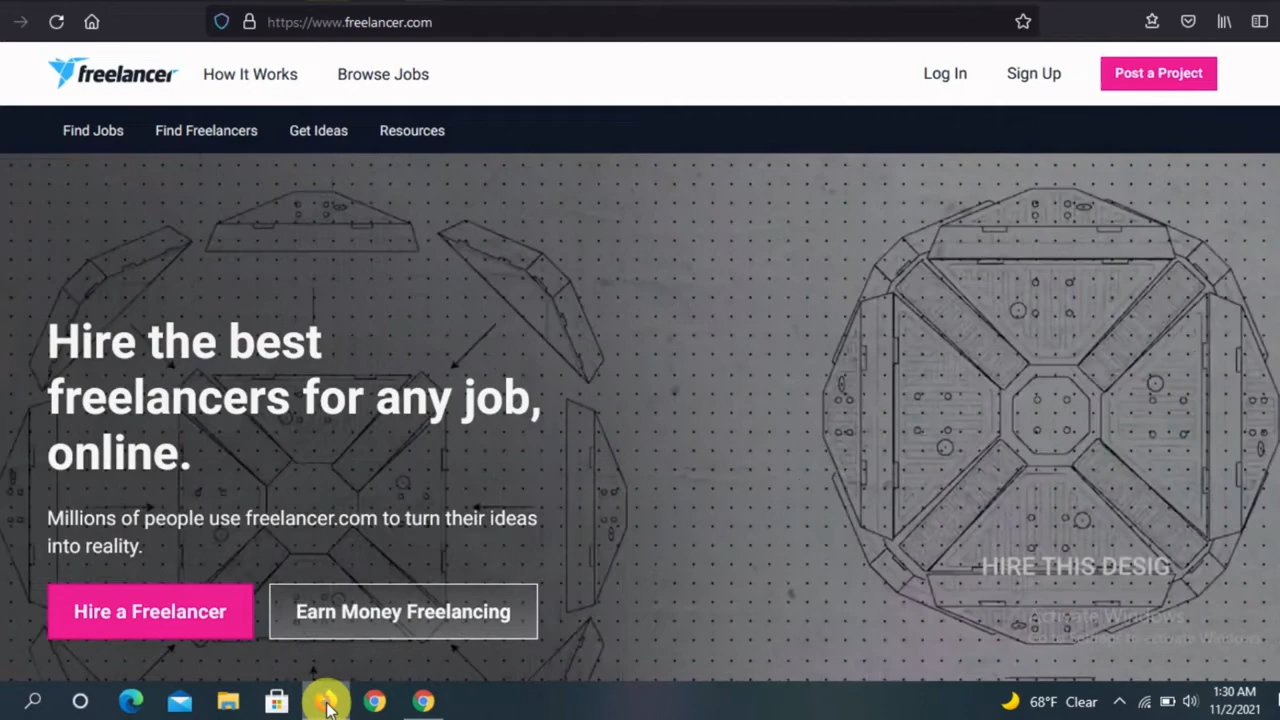 https://www.freelancer.com
freelancer
How It Works
Browse Jobs
Log In
Sign Up
Post a Project
Find Jobs
Find Freelancers
Get Ideas
Resources
Hire the best
freelancers for any job,
online.
Millions of people use freelancer.com to turn their ideas
into reality.
Hire a Freelancer
Earn Money Freelancing
HIRE THIS DESIG
Activate Windows
68°F Clear
1:30 AM
11/2/2021